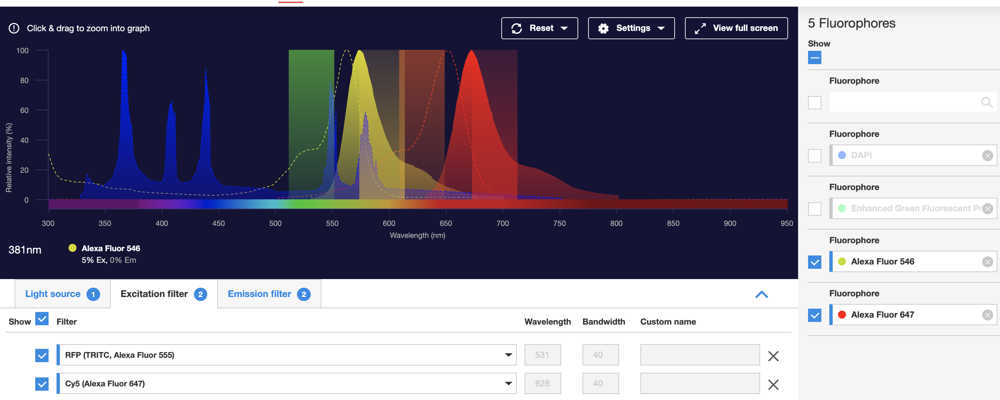 Click & drag to zoom into graph
Reset
Settings
View full screen
100
80
60
40
20
0
Relative intensity (%)
300 350 400 450 500 550 600 650 700 750 800 850 900 950
Wavelength (nm)
381nm
Alexa Fluor 546
5% Ex, 0% Em
Light source 1
Excitation filter 2
Emission filter 2
Show Filter Wavelength Bandwidth Custom name
RFP (TRITC, Alexa Fluor 555) 531 40
Cy5 (Alexa Fluor 647) 628 40
5 Fluorophores
Show
Fluorophore
Fluorophore
DAPI
Fluorophore
Enhanced Green Fluorescent Pr
Fluorophore
Alexa Fluor 546
Fluorophore
Alexa Fluor 647